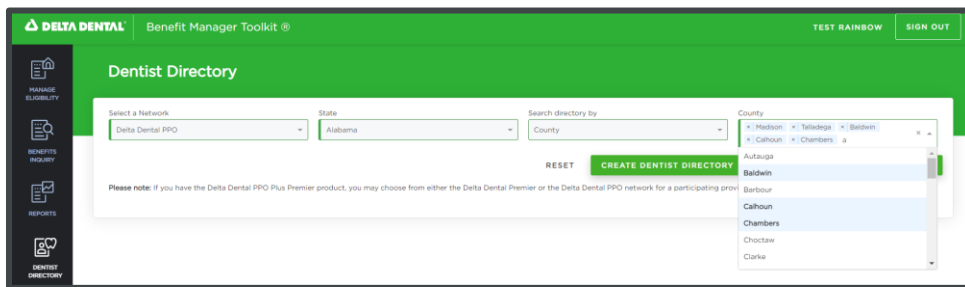 DELTA DENTAL Benefit Manager Toolkit ® TEST RAINBOW SIGN OUT
MANAGE
ELIGIBILITY
BENEFITS
INQUIRY
REPORTS
DENTIST
DIRECTORY
Dentist Directory
Select a Network State Search directory by County
Delta Dental PPO Alabama County × Madison × Talladega × Baldwin
× Calhoun × Chambers a
RESET CREATE DENTIST DIRECTORY
Please note: If you have the Delta Dental PPO Plus Premier product, you may choose from either the Delta Dental Premier or the Delta Dental PPO network for a participating
Autauga
Baldwin
Barbour
Calhoun
Chambers
Choctaw
Clarke